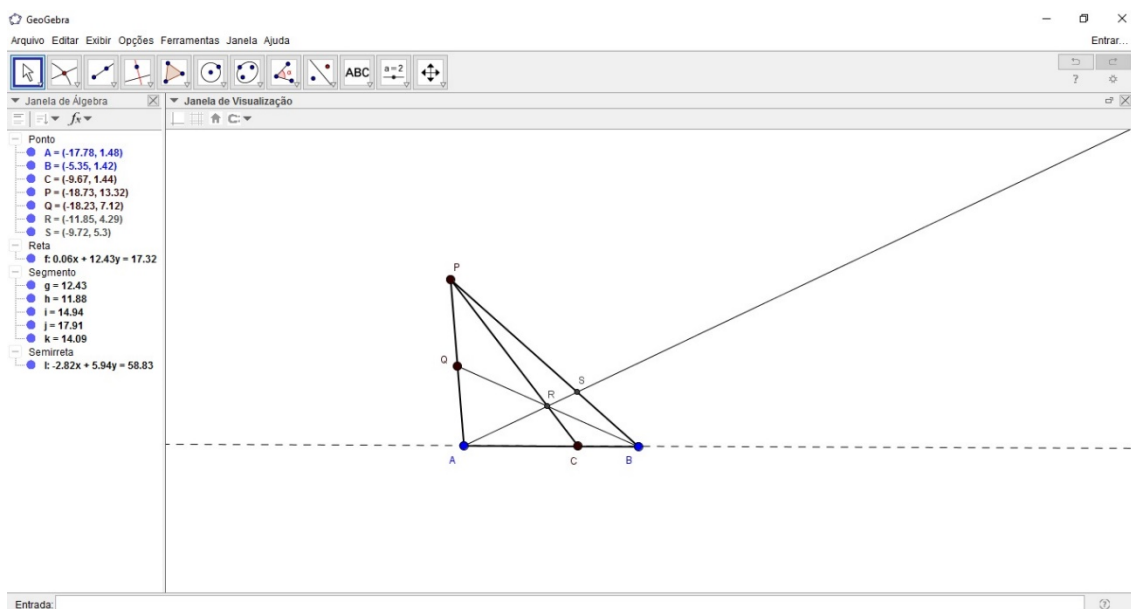 GeoGebra
Arquivo Editar Exibir Opções Ferramentas Janela Ajuda
Entrar...
ABC
a=2
?
Janela de Álgebra
Janela de Visualização
fx
Ponto
A = (-17.78, 1.48)
B = (-5.35, 1.42)
C = (-9.67, 1.44)
P = (-18.73, 13.32)
Q = (-18.23, 7.12)
R = (-11.85, 4.29)
S = (-9.72, 5.3)
Reta
f: 0.06x + 12.43y = 17.32
Segmento
g = 12.43
h = 11.88
i = 14.94
j = 17.91
k = 14.09
Semirreta
l: -2.82x + 5.94y = 58.83
P
Q
S
R
A
C
B
Entrada: